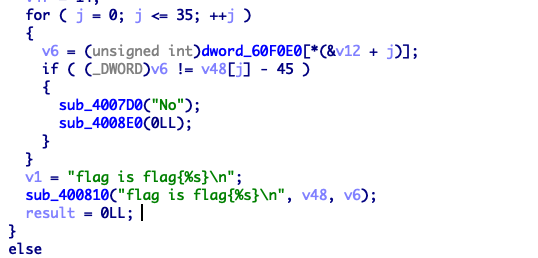 for ( j = 0; j <= 35; ++j )
{
v6 = (unsigned int)dword_60F0E0[*(&v12 + j)];
if ( (_DWORD)v6 != v48[j] - 45 )
{
sub_4007D0("No");
sub_4008E0(0LL);
}
}
v1 = "flag is flag{%s}\n";
sub_400810("flag is flag{%s}\n", v48, v6);
result = 0LL;
}
else